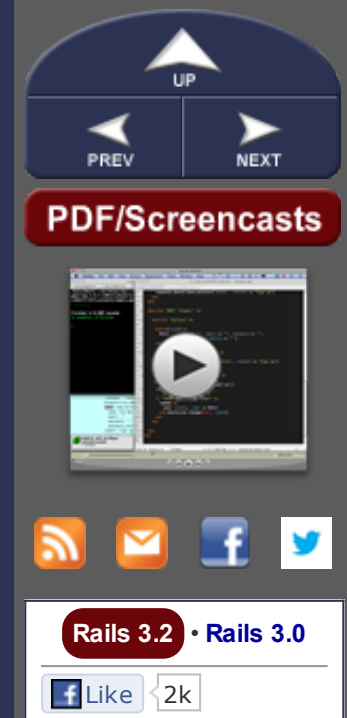 UP
PREV NEXT
PDF/Screencasts
Rails 3.2 • Rails 3.0
Like 2k